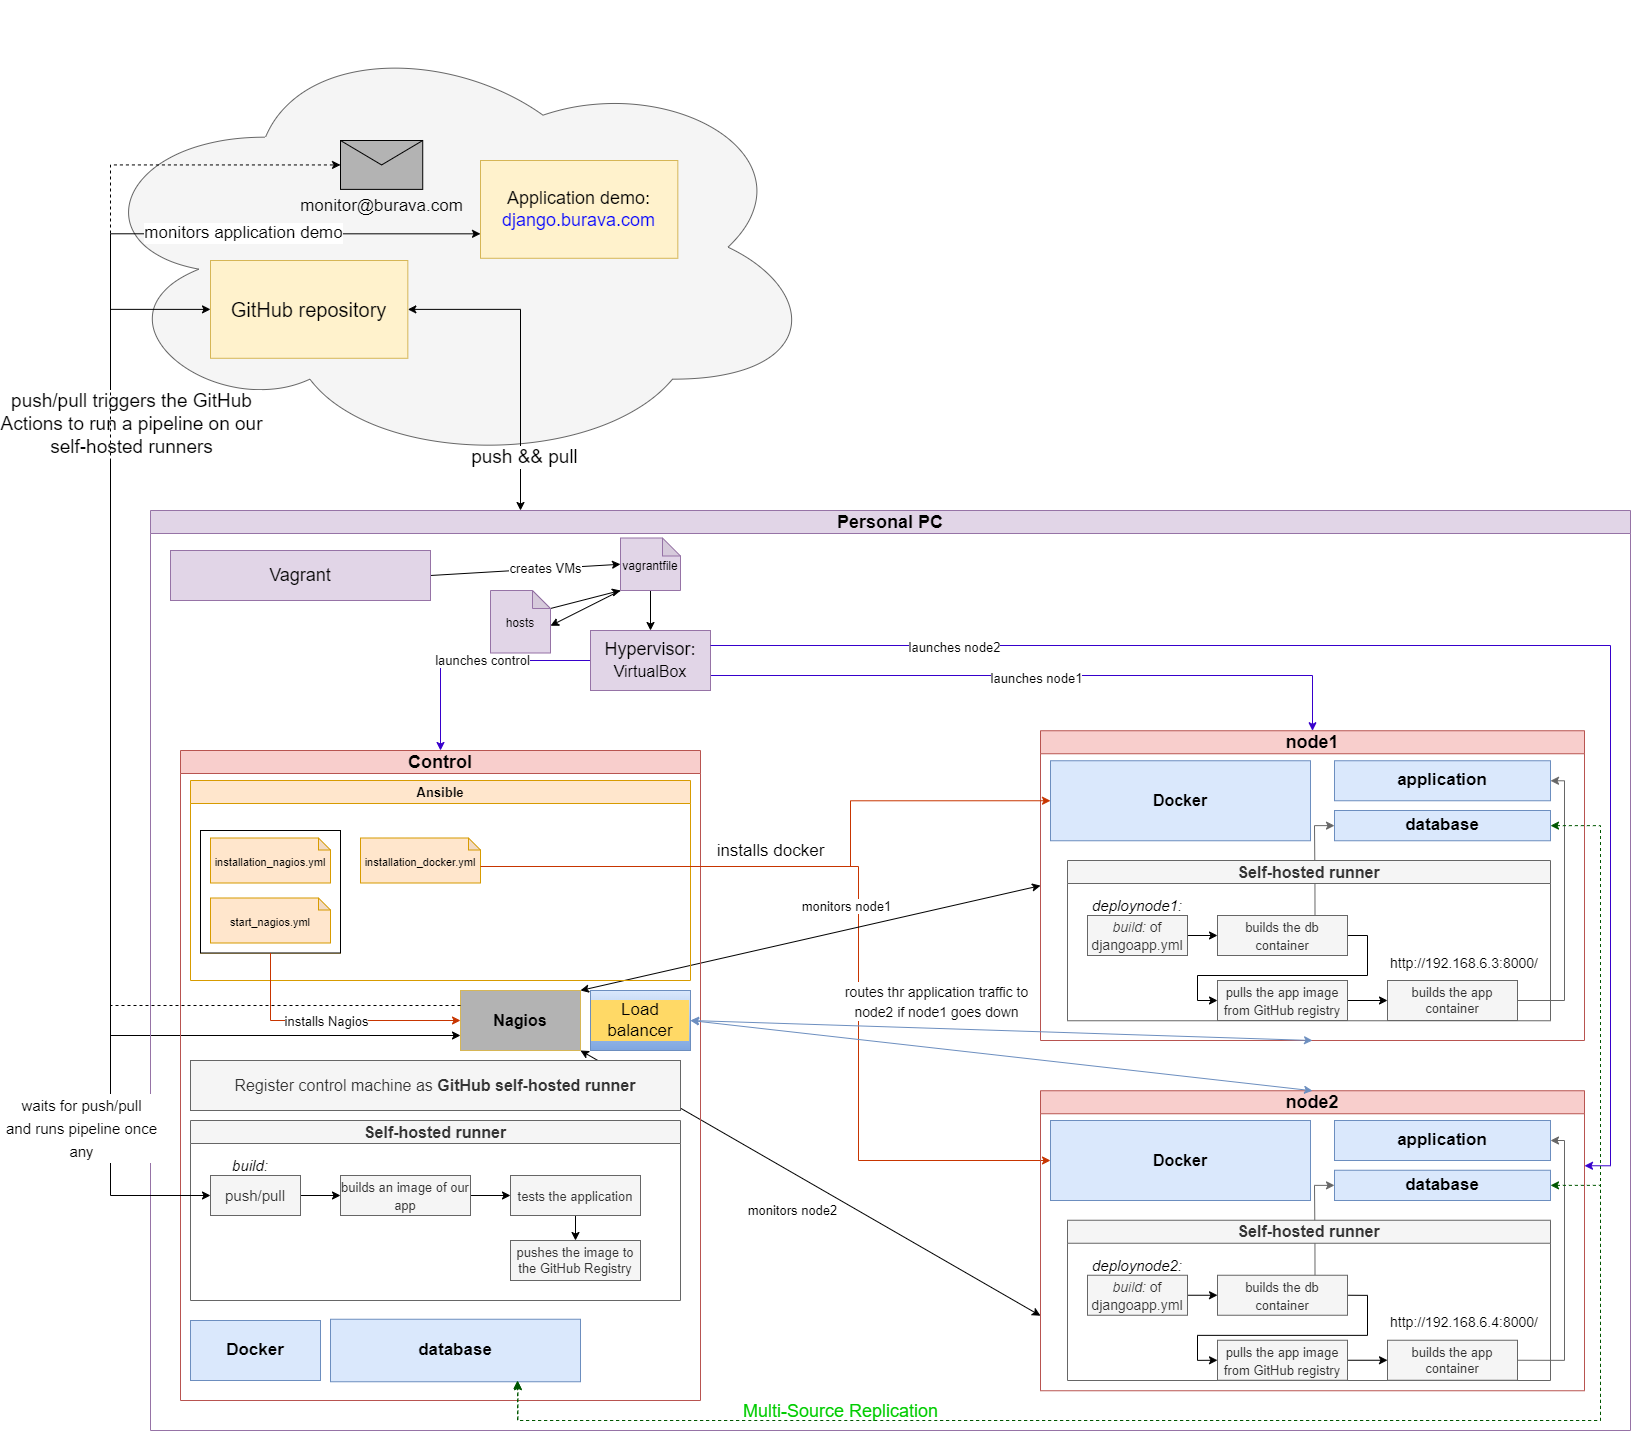 monitor@burava.com
Application demo:
django.burava.com
monitors application demo
GitHub repository
push/pull triggers the GitHub
Actions to run a pipeline on our
self-hosted runners
push && pull
Personal PC
Vagrant
creates VMs
vagrantfile
hosts
Hypervisor:
VirtualBox
launches control
launches node2
launches node1
Control
Ansible
installation_nagios.yml
installation_docker.yml
start_nagios.yml
installs docker
monitors node1
installs Nagios
Nagios
Load
balancer
routes thr application traffic to
node2 if node1 goes down
Register control machine as GitHub self-hosted runner
waits for push/pull
and runs pipeline once
any
Self-hosted runner
build:
push/pull
builds an image of our
app
tests the application
pushes the image to
the GitHub Registry
monitors node2
Docker
database
Multi-Source Replication
node1
Docker
application
database
Self-hosted runner
deploynode1:
build: of
djangoapp.yml
builds the db
container
http://192.168.6.3:8000/
pulls the app image
from GitHub registry
builds the app
container
node2
Docker
application
database
Self-hosted runner
deploynode2:
build: of
djangoapp.yml
builds the db
container
http://192.168.6.4:8000/
pulls the app image
from GitHub registry
builds the app
container